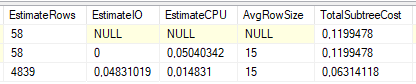 EstimateRows EstimateIO EstimateCPU AvgRowSize TotalSubtreeCost
58 NULL NULL NULL 0,1199478
58 0 0,05040342 15 0,1199478
4839 0,04831019 0,014831 15 0,06314118